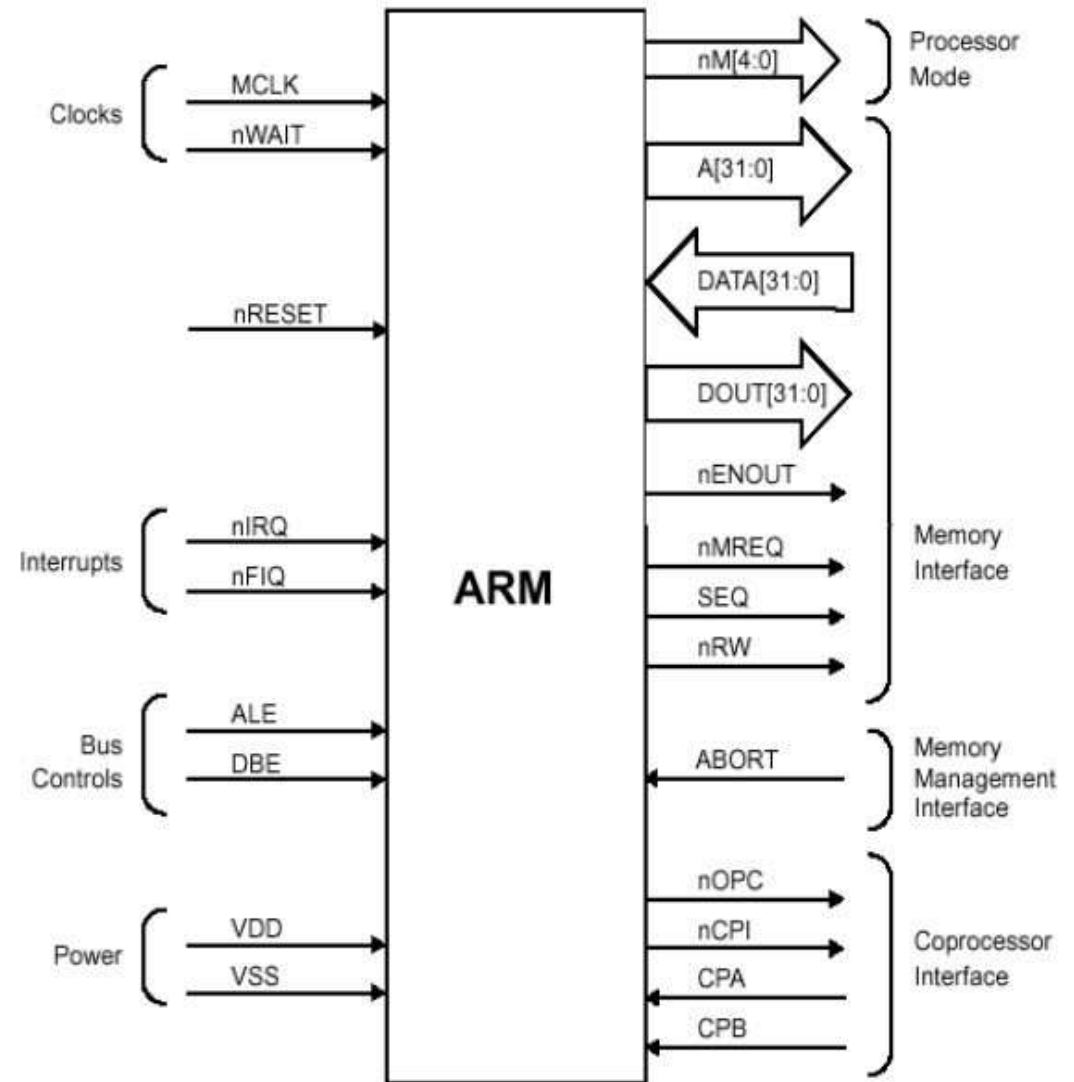 Clocks
MCLK
nWAIT
nRESET
Interrupts
nIRQ
nFIQ
Bus
Controls
ALE
DBE
Power
VDD
VSS
ARM
nM[4:0]
Processor
Mode
A[31:0]
DATA[31:0]
DOUT[31:0]
nENOUT
nMREQ
SEQ
nRW
Memory
Interface
ABORT
Memory
Management
Interface
nOPC
nCPI
CPA
CPB
Coprocessor
Interface